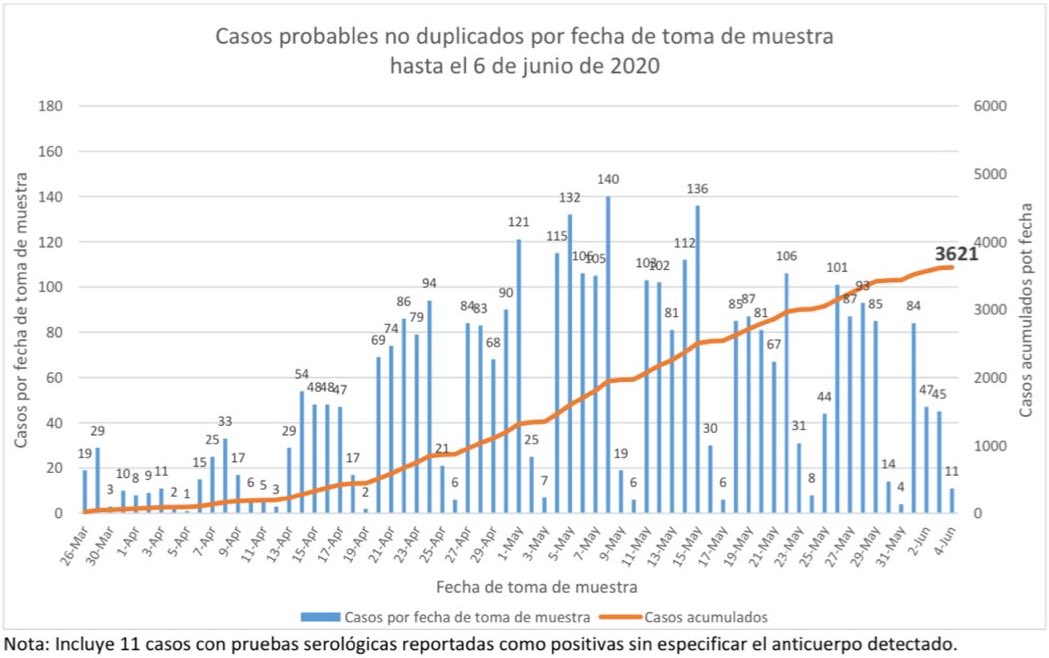 Casos probables no duplicados por fecha de toma de muestra
hasta el 6 de junio de 2020
Casos por fecha de toma de muestra
180
160
140
120
100
80
60
40
20
0
19
29
3
10
8
9
11
2
1
15
25
33
17
6
5
3
29
54
48
48
47
17
2
69
74
86
79
94
21
6
84
83
68
90
121
25
7
115
132
106
105
140
19
6
103
102
81
112
136
30
6
85
87
81
67
106
31
8
44
101
87
93
85
14
4
84
47
45
11
3621
6000
5000
4000
3000
2000
1000
0
Casos acumulados pot fecha
26-Mar
30-Mar
1-Apr
3-Apr
5-Apr
7-Apr
9-Apr
11-Apr
13-Apr
15-Apr
17-Apr
19-Apr
21-Apr
23-Apr
25-Apr
27-Apr
29-Apr
1-May
3-May
5-May
7-May
9-May
11-May
13-May
15-May
17-May
19-May
21-May
23-May
25-May
27-May
29-May
31-May
2-Jun
4-Jun
Fecha de toma de muestra
Casos por fecha de toma de muestra
Casos acumulados
Nota: Incluye 11 casos con pruebas serológicas reportadas como positivas sin especificar el anticuerpo detectado.